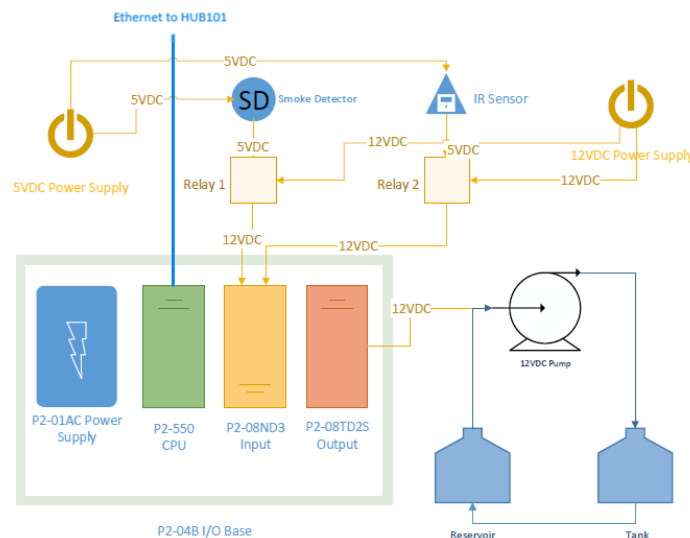 Ethernet to HUB101
5VDC
5VDC
SD
Smoke Detector
IR Sensor
12VDC
5VDC
5VDC
5VDC Power Supply
Relay 1
Relay 2
12VDC Power Supply
12VDC
12VDC
12VDC
12VDC
P2-01AC Power
Supply
P2-550
CPU
P2-08ND3
Input
P2-08TD2S
Output
12VDC Pump
P2-04B I/O Base
Reservoir
Tank